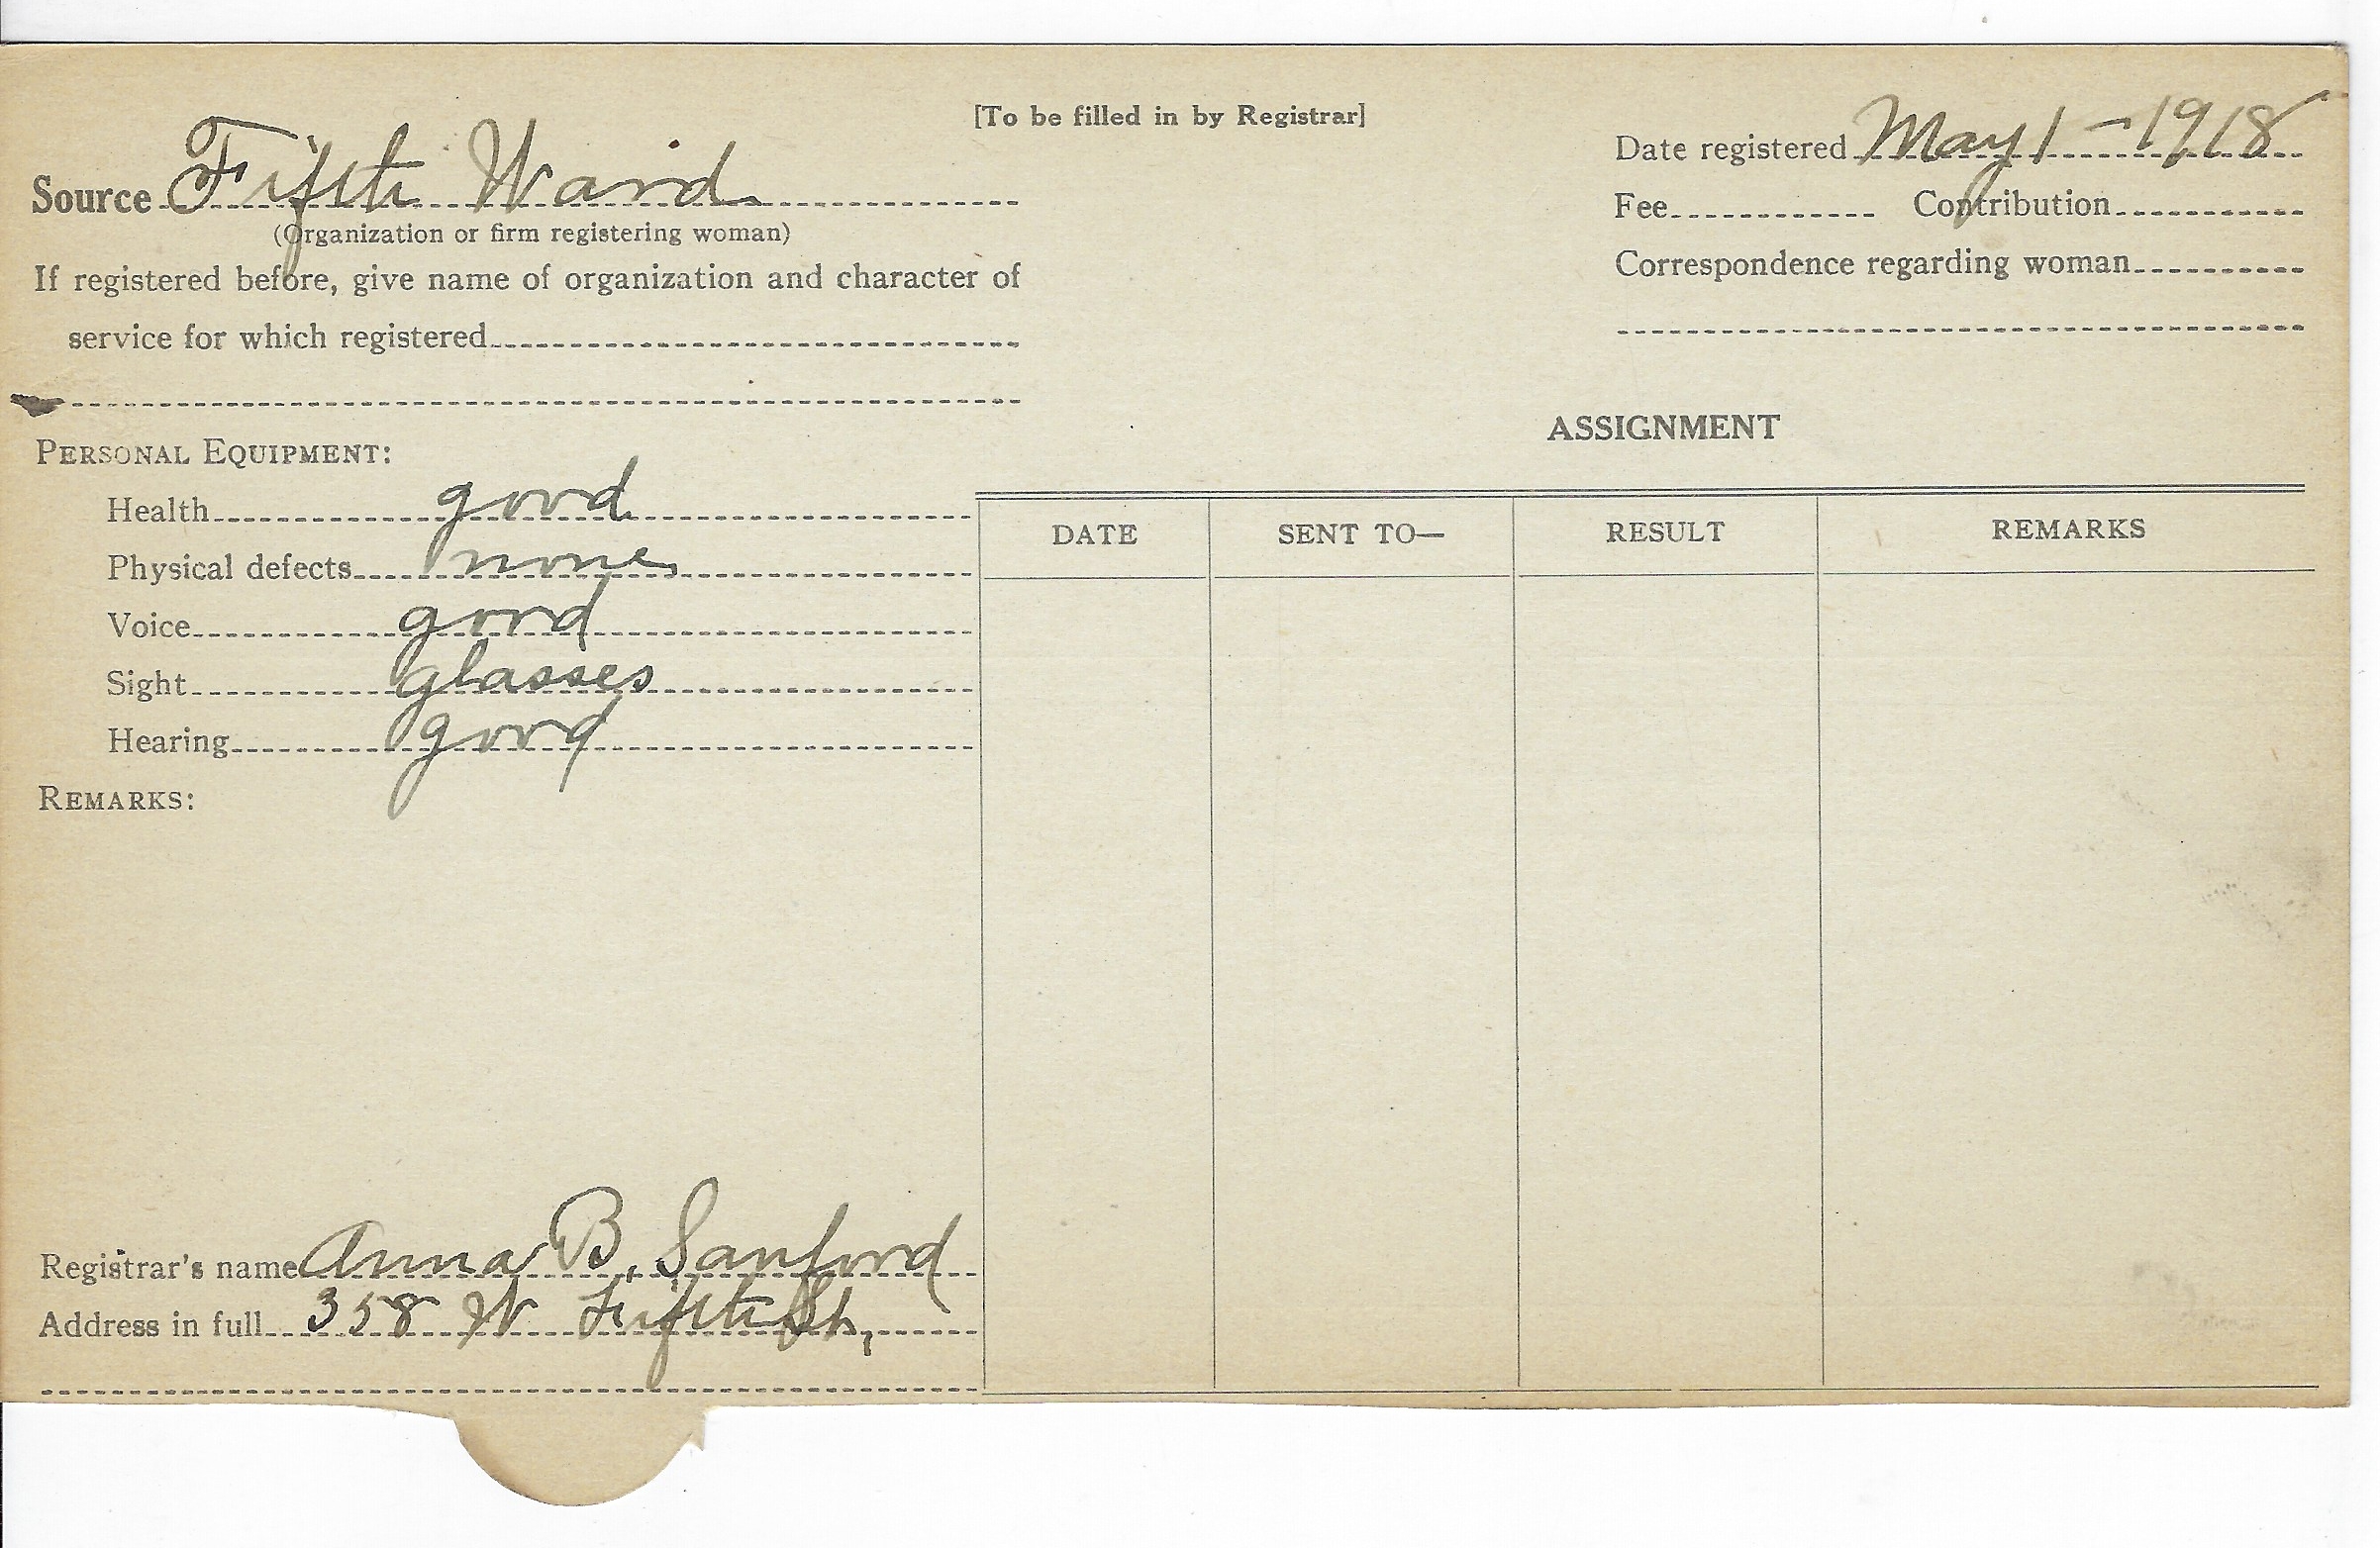 [To be filled in by Registrar]
Source Fifth Ward
(Organization or firm registering woman)
If registered before, give name of organization and character of
service for which registered
Date registered May 1 - 1918
Fee Contribution
Correspondence regarding woman
PERSONAL EQUIPMENT:
Health good
Physical defects none
Voice good
Sight glasses
Hearing good
REMARKS:
Registrar's name Anna B. Sanford
Address in full 358 W Fifth St,
ASSIGNMENT
DATE SENT TO— RESULT REMARKS